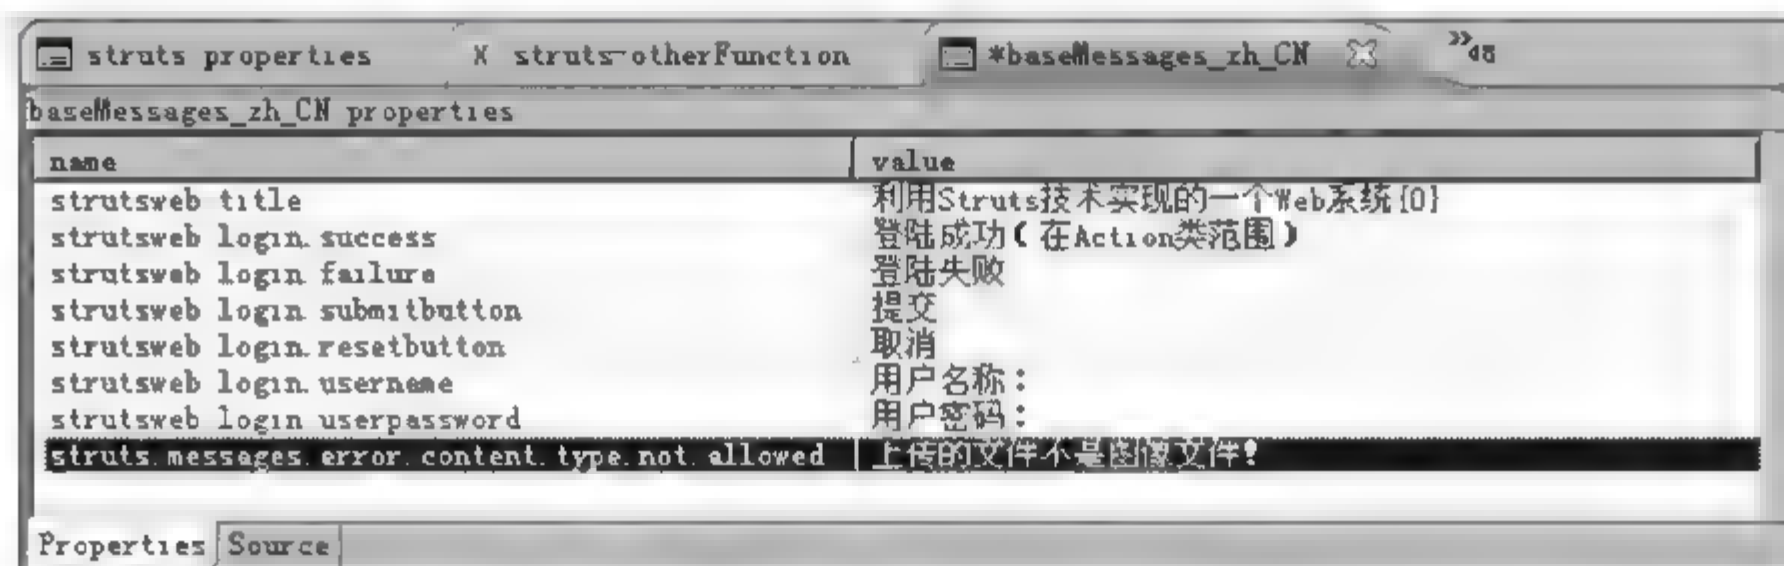 struts properties X struts-otherFunction *baseMessages_zh_CN
baseMessages_zh_CN properties
name value
strutsweb title 利用Struts技术实现的一个Web系统{0}
strutsweb login.success 登陆成功(在Action类范围)
strutsweb login.failure 登陆失败
strutsweb login.submitbutton 提交
strutsweb login.resetbutton 取消
strutsweb login.username 用户名称:
strutsweb login userpassword 用户密码:
struts.messages.error.content.type.not.allowed 上传的文件不是图像文件!
Properties Source